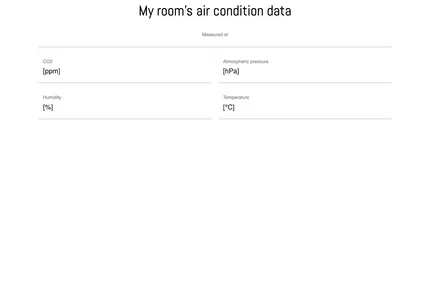 My room's air condition data
Measured at
CO2
[ppm]
Atmospheric pressure
[hPa]
Humidity
[%]
Temperature
[°C]